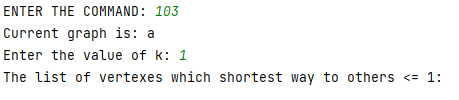 ENTER THE COMMAND: 103
Current graph is: a
Enter the value of k: 1
The list of vertexes which shortest way to others <= 1: